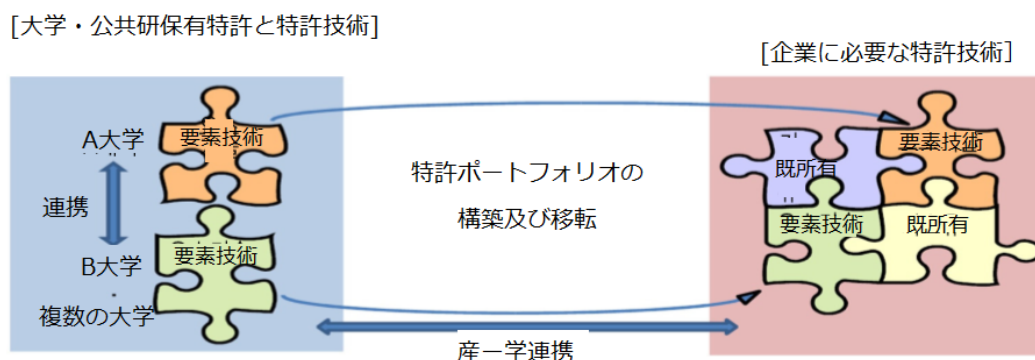 [大学・公共研保有特許と特許技術]
[企業に必要な特許技術]
A大学
要素技術
連携
B大学
・
複数の大学
要素技術
特許ポートフォリオの
構築及び移転
産ー学連携
既所有
要素技術
要素技術
既所有